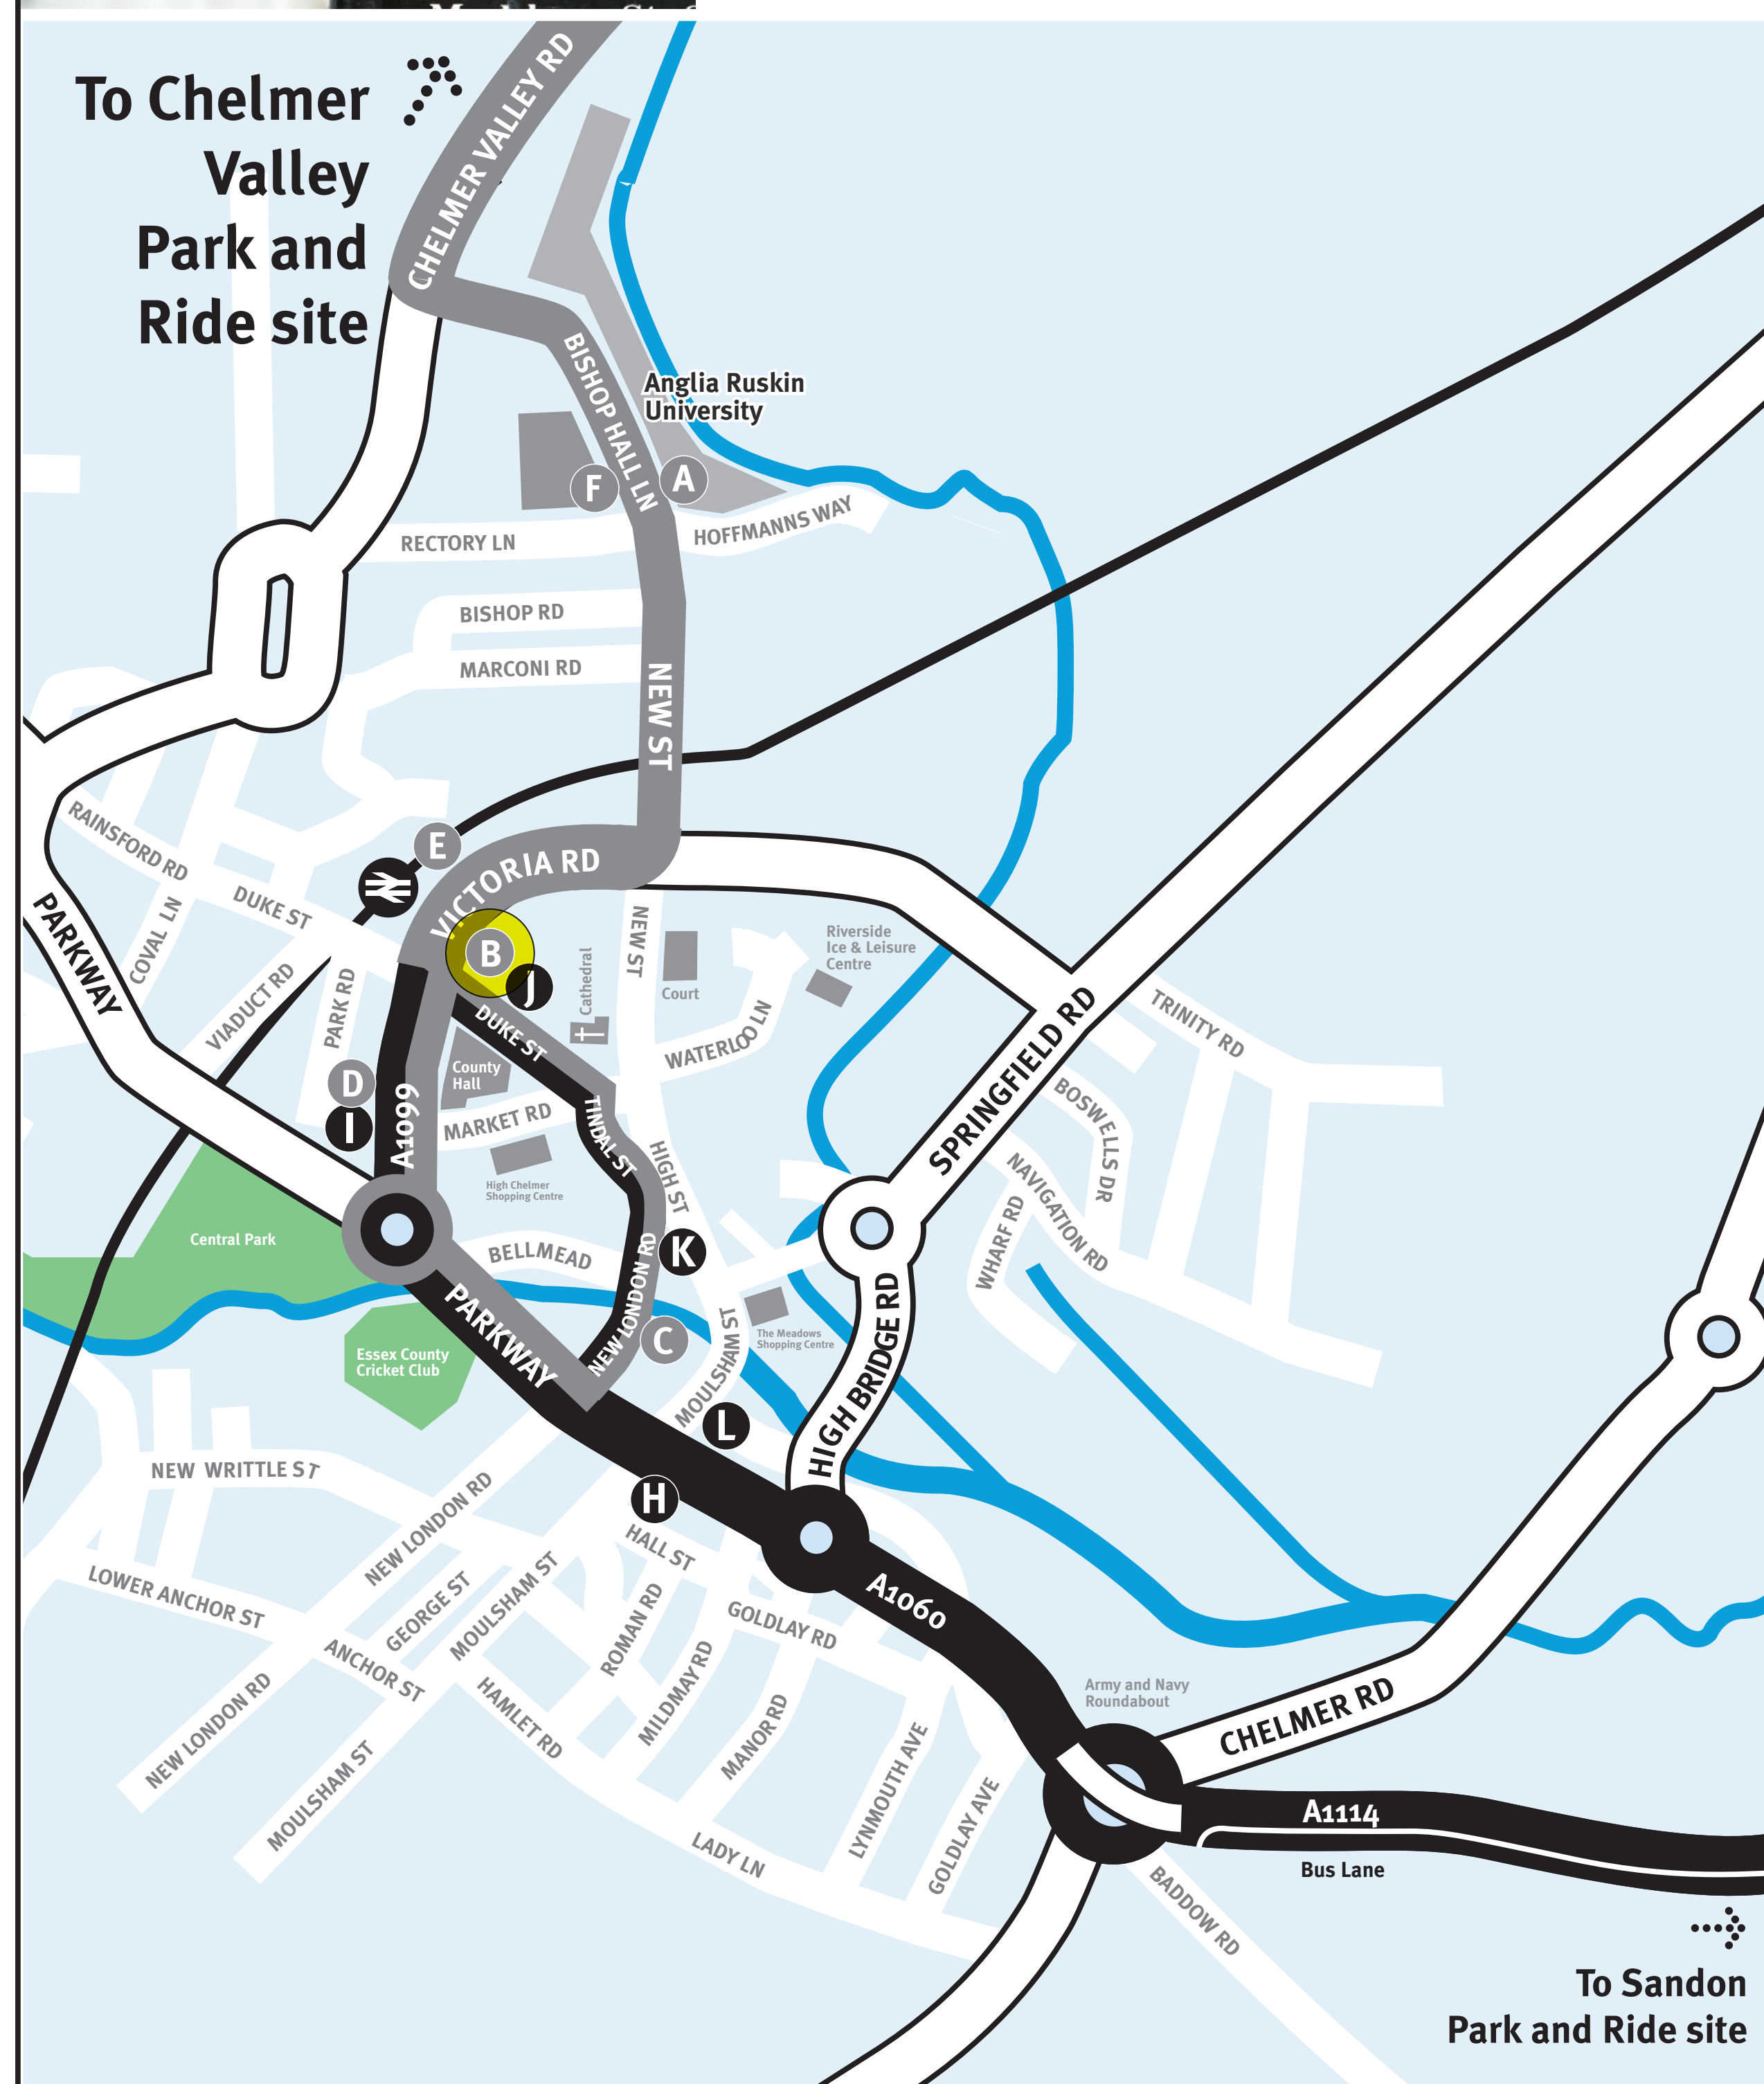 To Chelmer
Valley
Park and
Ride site
CHELMER VALLEY RD
BISHOP HALL LN
Anglia Ruskin
University
F
A
HOFFMANNS WAY
RECTORY LN
BISHOP RD
MARCONI RD
NEW ST
E
VICTORIA RD
RAINSFORD RD
DUKE ST
COVAL LN
PARKWAY
VIADUCT RD
PARK RD
B
J
NEW ST
Cathedral
Court
Riverside
Ice & Leisure
Centre
WATERLOO LN
DUKE ST
County
Hall
D
I
A1099
MARKET RD
TINDAL ST
HIGH ST
High Chelmer
Shopping Centre
SPRINGFIELD RD
TRINITY RD
BOSWELLS DR
NAVIGATION RD
WHARF RD
Central Park
BELLMEAD
K
NEW LONDON RD
C
PARKWAY
MOULSHAM ST
The Meadows
Shopping Centre
HIGH BRIDGE RD
Essex County
Cricket Club
L
H
NEW WRITTLE ST
NEW LONDON RD
LOWER ANCHOR ST
GEORGE ST
MOULSHAM ST
HALL ST
ROMAN RD
GOLDLAY RD
A1060
ANCHOR ST
MILDMAY RD
MANOR RD
HAMLET RD
NEW LONDON RD
MOULSHAM ST
LYNMOUTH AVE
GOLDLAY AVE
LADY LN
Army and Navy
Roundabout
CHELMER RD
A1114
Bus Lane
BADDOW RD
To Sandon
Park and Ride site